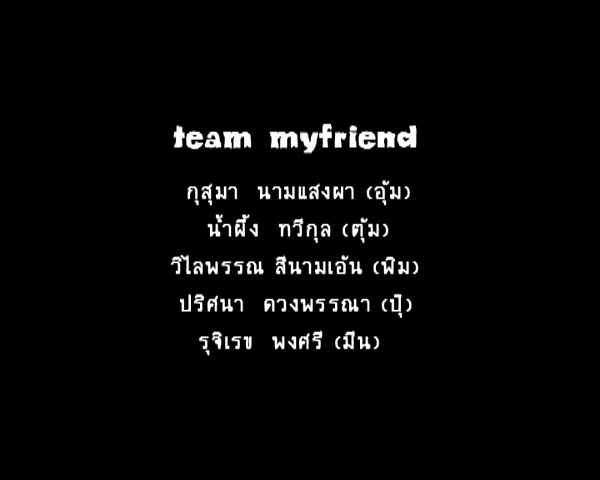 team myfriend
กุสุมา นามแสงผา (อุ้ม)
น้ำผึ้ง ทวีกุล (ตุ้ม)
วิไลพรรณ สีนามเอ้น (พิม)
ปริศนา ดวงพรรณา (ปุ๊)
รุจิเรข พงศรี (มีน)